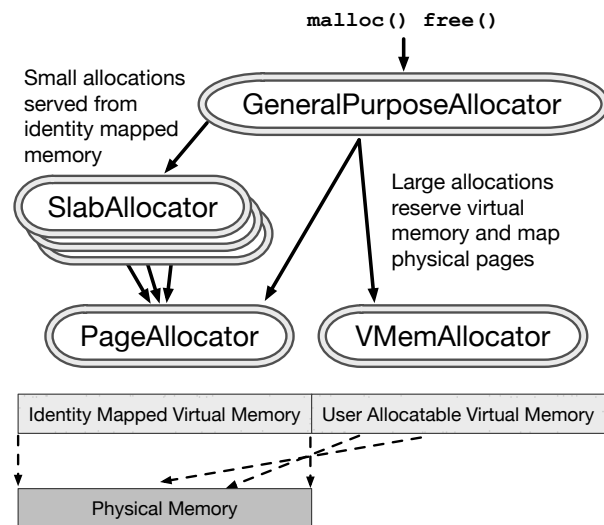 malloc() free()
Small allocations
served from
identity mapped
memory
GeneralPurposeAllocator
SlabAllocator
Large allocations
reserve virtual
memory and map
physical pages
PageAllocator
VMemAllocator
Identity Mapped Virtual Memory
User Allocatable Virtual Memory
Physical Memory